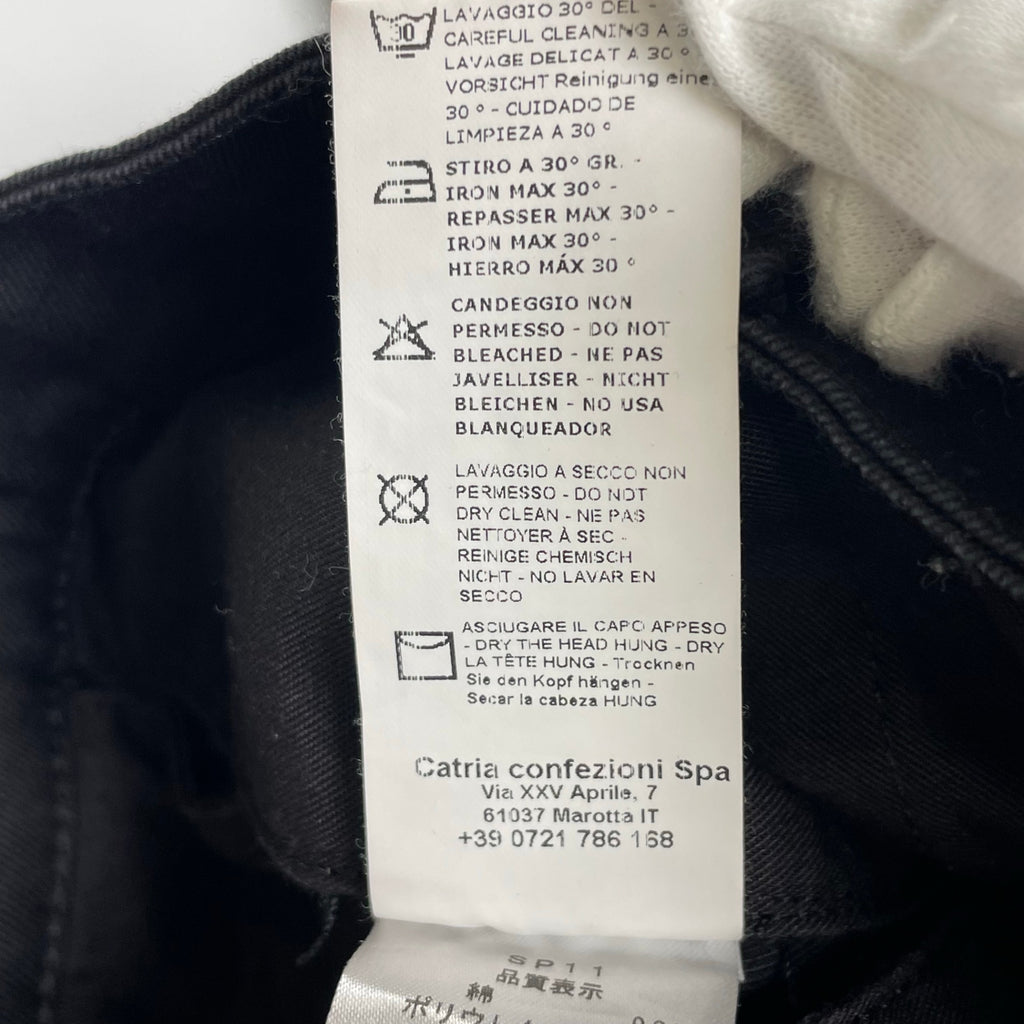 30
LAVAGGIO 30° DEL -
CAREFUL CLEANING A 3
LAVAGE DELICAT A 30 °
VORSICHT Reinigung eine
30 ° - CUIDADO DE
LIMPIEZA A 30 °
STIRO A 30° GR. -
IRON MAX 30° -
REPASSER MAX 30° -
IRON MAX 30° -
HIERRO MÁX 30 °
CANDEGGIO NON
PERMESSO - DO NOT
BLEACHED - NE PAS
JAVELLISER - NICHT
BLEICHEN - NO USA
BLANQUEADOR
LAVAGGIO A SECCO NON
PERMESSO - DO NOT
DRY CLEAN - NE PAS
NETTOYER À SEC -
REINIGE CHEMISCH
NICHT - NO LAVAR EN
SECCO
ASCIUGARE IL CAPO APPESO
- DRY THE HEAD HUNG - DRY
LA TÊTE HUNG - Trocknen
Sie den Kopf hängen -
Secar la cabeza HUNG
Catria confezioni Spa
Via XXV Aprile, 7
61037 Marotta IT
+39 0721 786 168
SP11
品質表示
綿
ポリウレ